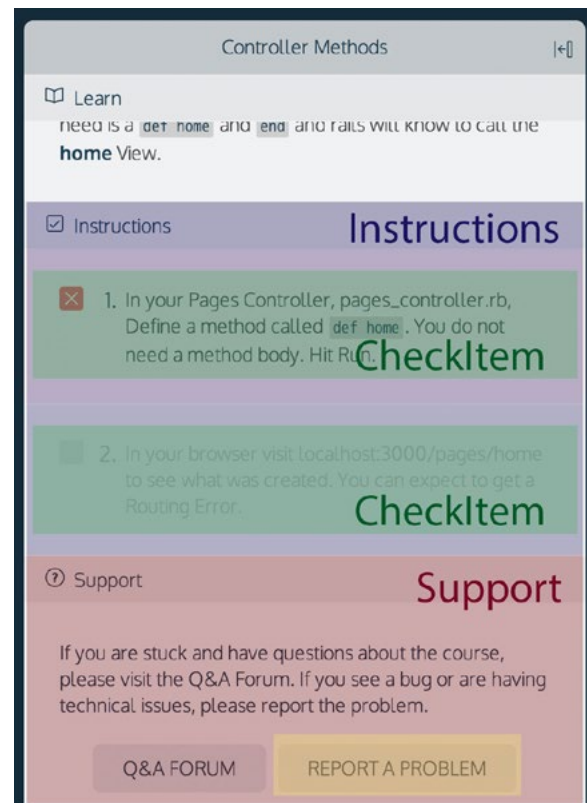 Controller Methods
Learn
need is a def home and end and rails will know to call the
home View.
Instructions Instructions
1. In your Pages Controller, pages_controller.rb,
Define a method called def home. You do not
need a method body. Hit Run.
CheckItem
2. In your browser visit localhost:3000/pages/home
to see what was created. You can expect to get a
Routing Error.
CheckItem
Support Support
If you are stuck and have questions about the course,
please visit the Q&A Forum. If you see a bug or are having
technical issues, please report the problem.
Q&A FORUM REPORT A PROBLEM